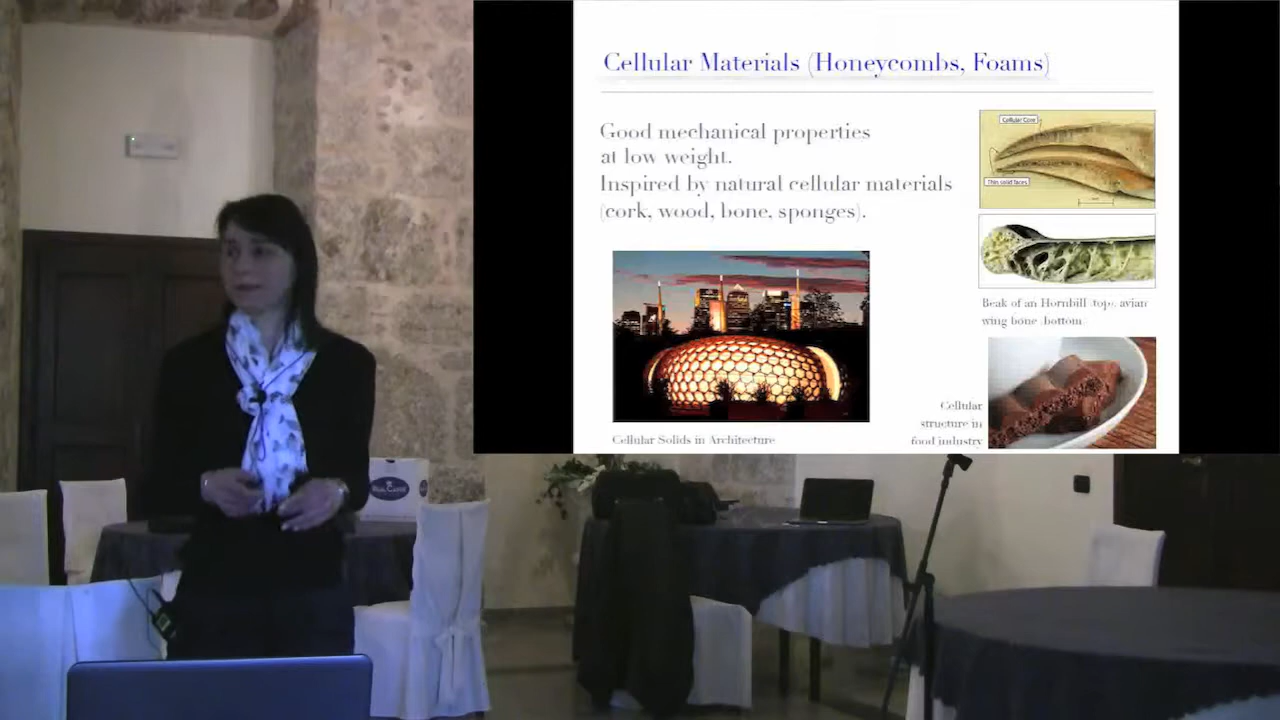 Cellular Materials (Honeycombs, Foams)
Good mechanical properties
at low weight.
Inspired by natural cellular materials
(cork, wood, bone, sponges).
Cellular Core
Thin solid faces
Beak of an Hornbill (top), avian
wing bone (bottom)
Cellular
structure in
food industry
Cellular Solids in Architecture